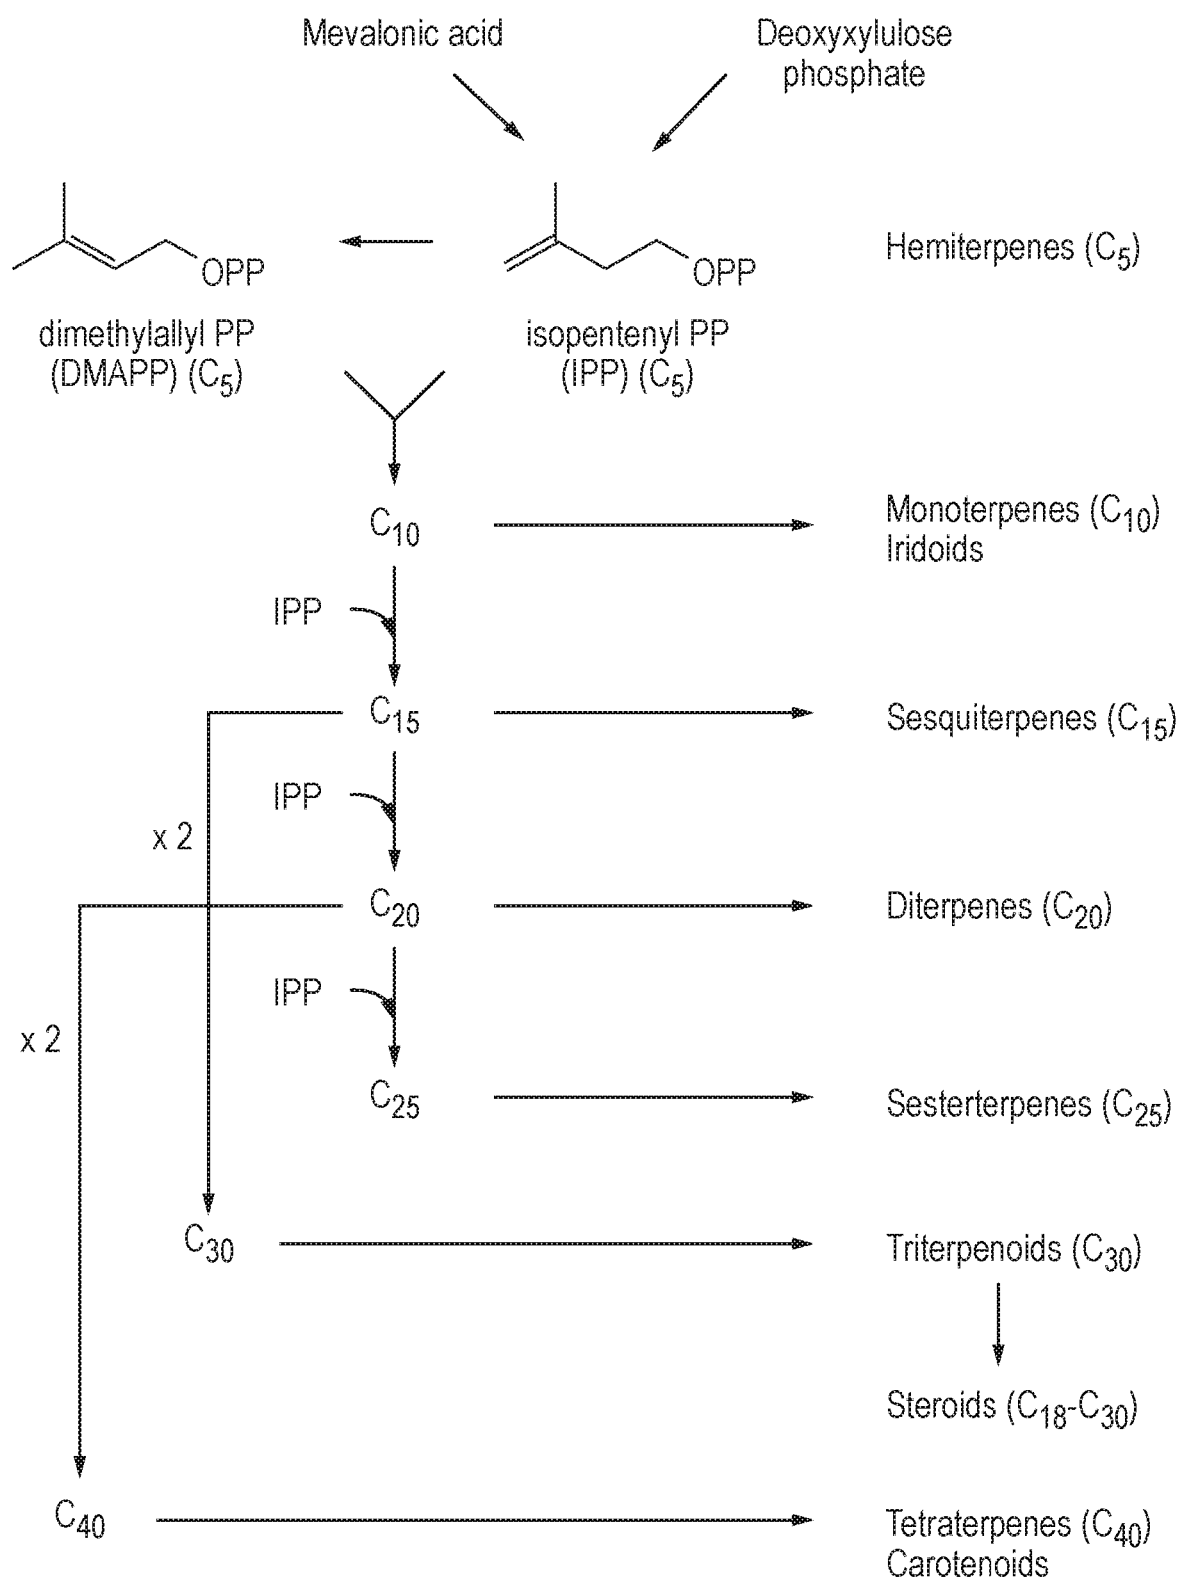 Mevalonic acid
Deoxyxylulose
phosphate
OPP
OPP
Hemiterpenes (C5)
dimethylallyl PP
(DMAPP) (C5)
isopentenyl PP
(IPP) (C5)
C10
Monoterpenes (C10)
Iridoids
IPP
C15
Sesquiterpenes (C15)
IPP
x 2
C20
Diterpenes (C20)
IPP
x 2
C25
Sesterterpenes (C25)
C30
Triterpenoids (C30)
Steroids (C18-C30)
C40
Tetraterpenes (C40)
Carotenoids